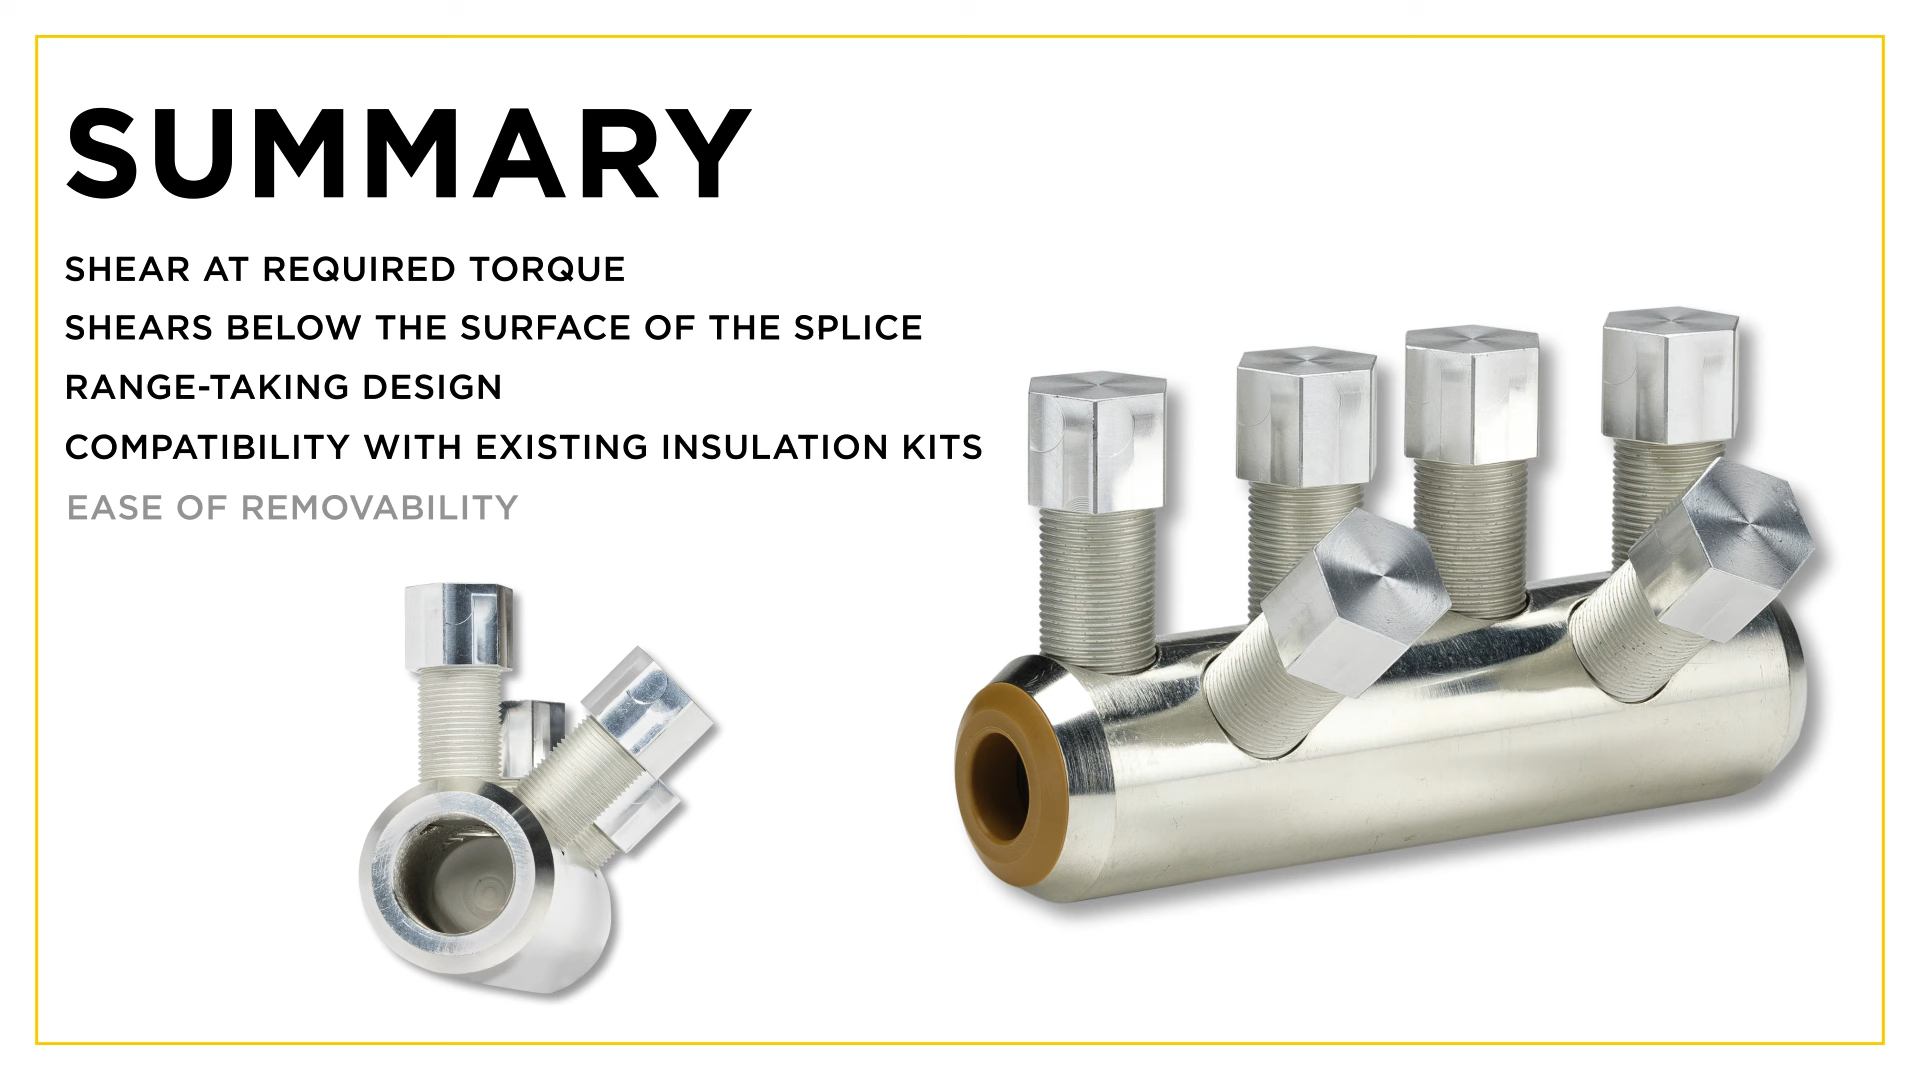 SUMMARY
SHEAR AT REQUIRED TORQUE
SHEARS BELOW THE SURFACE OF THE SPLICE
RANGE-TAKING DESIGN
COMPATIBILITY WITH EXISTING INSULATION KITS
EASE OF REMOVABILITY